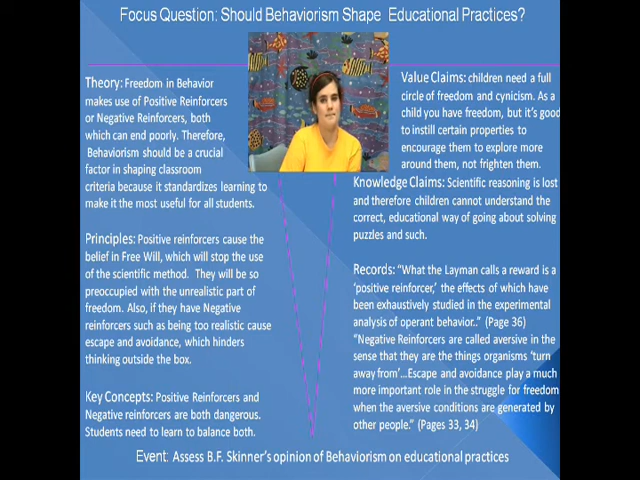 Focus Question: Should Behaviorism Shape Educational Practices?
Theory: Freedom in Behavior
makes use of Positive Reinforcers
or Negative Reinforcers, both
which can end poorly. Therefore,
Behaviorism should be a crucial
factor in shaping classroom
criteria because it standardizes learning to
make it the most useful for all students.
Principles: Positive reinforcers cause the
belief in Free Will, which will stop the use
of the scientific method. They will be so
preoccupied with the unrealistic part of
freedom. Also, if they have Negative
reinforcers such as being too realistic cause
escape and avoidance, which hinders
thinking outside the box.
Key Concepts: Positive Reinforcers and
Negative reinforcers are both dangerous.
Students need to learn to balance both.
Value Claims: children need a full
circle of freedom and cynicism. As a
child you have freedom, but it's good
to instill certain properties to
encourage them to explore more
around them, not frighten them.
Knowledge Claims: Scientific reasoning is lost
and therefore children cannot understand the
correct, educational way of going about solving
puzzles and such.
Records: "What the Layman calls a reward is a
'positive reinforcer,' the effects of which have
been exhaustively studied in the experimental
analysis of operant behavior.." (Page 36)
"Negative Reinforcers are called aversive in the
sense that they are the things organisms 'turn
away from'...Escape and avoidance play a much
more important role in the struggle for freedom
when the aversive conditions are generated by
other people." (Pages 33, 34)
Event: Assess B.F. Skinner's opinion of Behaviorism on educational practices